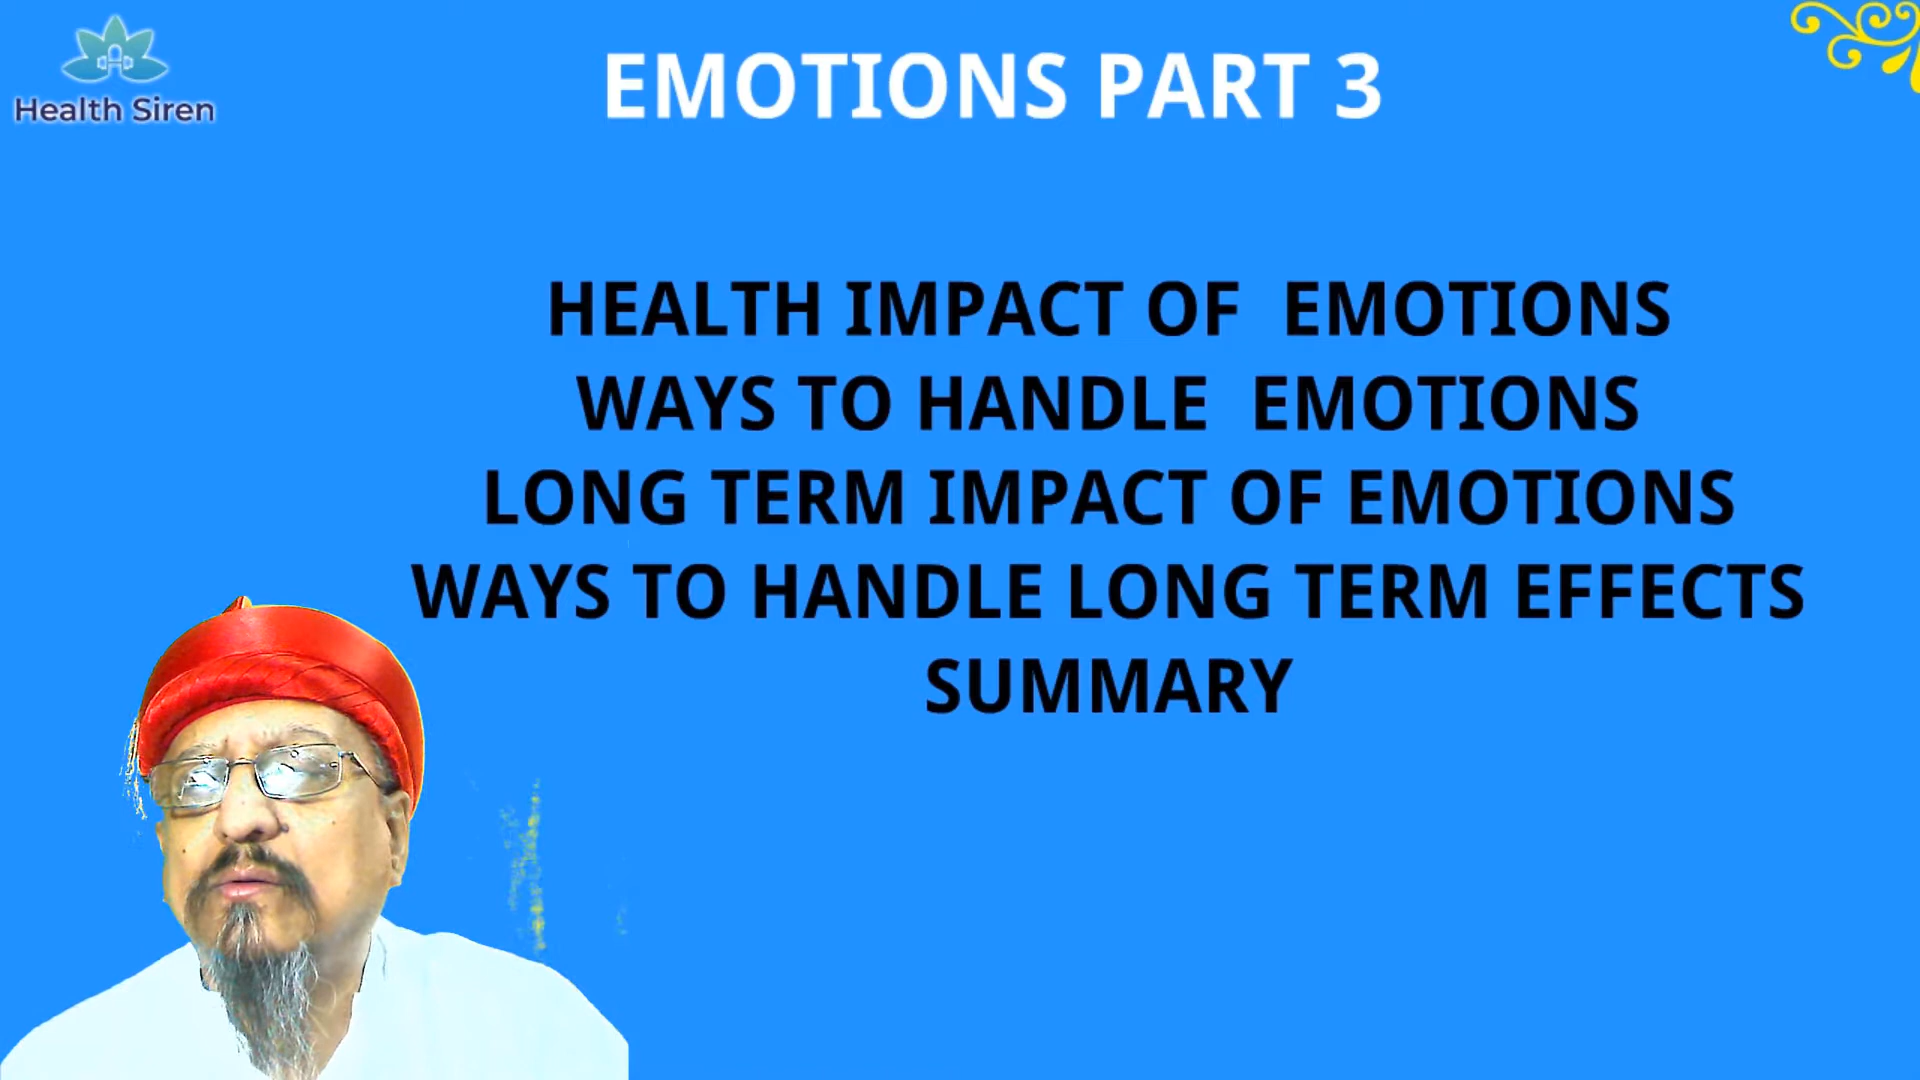 Health Siren
EMOTIONS PART 3
HEALTH IMPACT OF EMOTIONS
WAYS TO HANDLE EMOTIONS
LONG TERM IMPACT OF EMOTIONS
WAYS TO HANDLE LONG TERM EFFECTS
SUMMARY